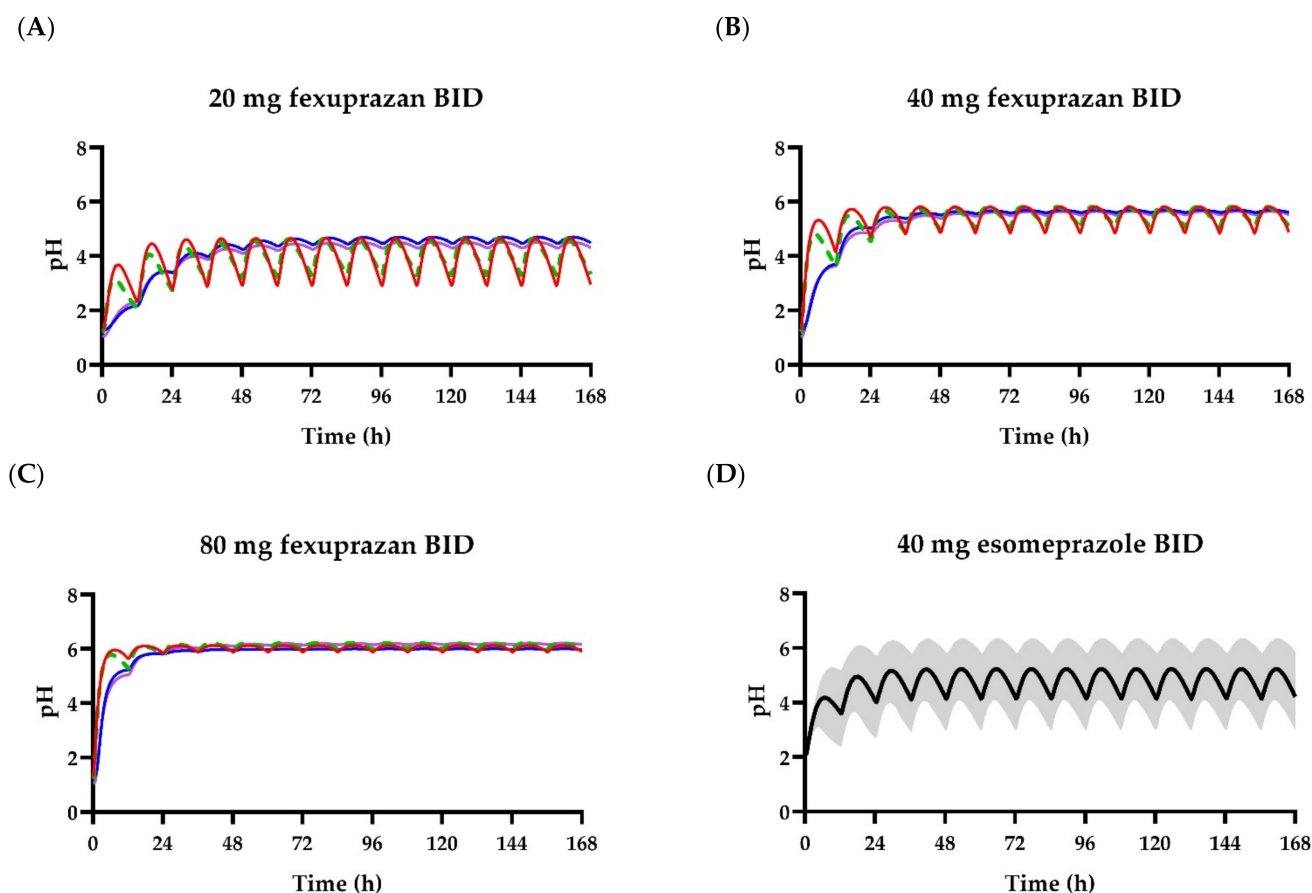 (A)
20 mg fexuprazan BID
8
6
4
2
0
pH
0 24 48 72 96 120 144 168
Time (h)
(B)
40 mg fexuprazan BID
8
6
4
2
0
pH
0 24 48 72 96 120 144 168
Time (h)
(C)
80 mg fexuprazan BID
8
6
4
2
0
pH
0 24 48 72 96 120 144 168
Time (h)
(D)
40 mg esomeprazole BID
8
6
4
2
0
pH
0 24 48 72 96 120 144 168
Time (h)